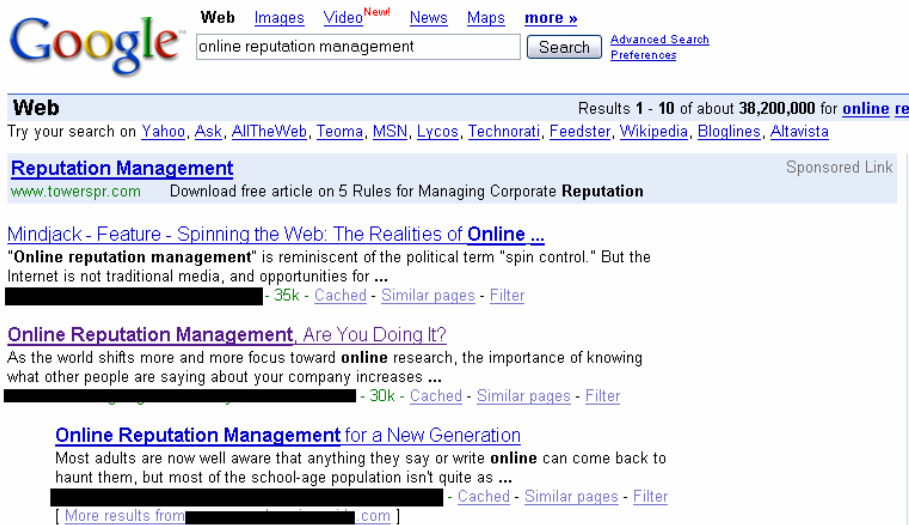 Google™
Web Images Video New! News Maps more »
online reputation management Search Advanced Search
Preferences
Web Results 1 - 10 of about 38,200,000 for online re
Try your search on Yahoo, Ask, AllTheWeb, Teoma, MSN, Lycos, Technorati, Feedster, Wikipedia, Bloglines, Altavista
Reputation Management Sponsored Link
www.towerspr.com Download free article on 5 Rules for Managing Corporate Reputation
Mindjack - Feature - Spinning the Web: The Realities of Online ...
"Online reputation management" is reminiscent of the political term "spin control." But the
Internet is not traditional media, and opportunities for ...
- 35k - Cached - Similar pages - Filter
Online Reputation Management, Are You Doing It?
As the world shifts more and more focus toward online research, the importance of knowing
what other people are saying about your company increases ...
- 30k - Cached - Similar pages - Filter
Online Reputation Management for a New Generation
Most adults are now well aware that anything they say or write online can come back to
haunt them, but most of the school-age population isn't quite as ...
- Cached - Similar pages - Filter
[ More results from .com ]